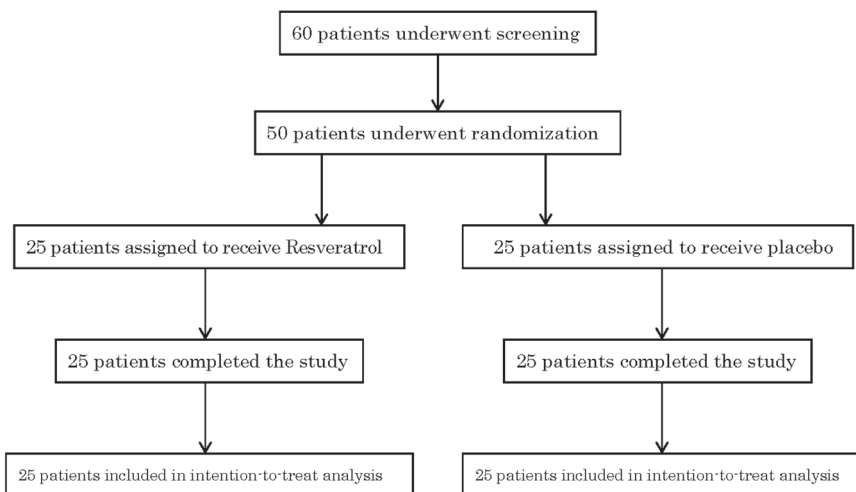 60 patients underwent screening
50 patients underwent randomization
25 patients assigned to receive Resveratrol
25 patients assigned to receive placebo
25 patients completed the study
25 patients completed the study
25 patients included in intention-to-treat analysis
25 patients included in intention-to-treat analysis